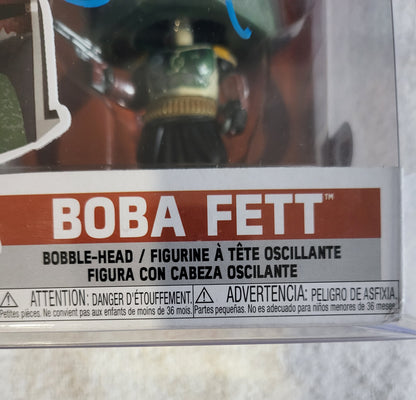 BOBA FETT™
BOBBLE-HEAD / FIGURINE À TÊTE OSCILLANTE
FIGURA CON CABEZA OSCILANTE
ATTENTION: DANGER D'ÉTOUFFEMENT. ADVERTENCIA: PELIGRO DE ASFIXIA.
Petites pièces. Ne convient pas aux enfants de moins de 36 mois. Partes pequeñas. No es adecuado para niños menores de 36 meses.